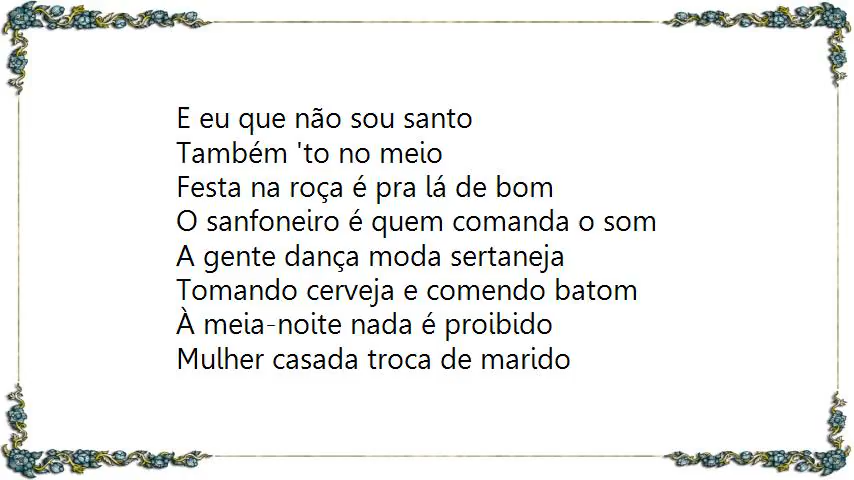 E eu que não sou santo
Também 'to no meio
Festa na roça é pra lá de bom
O sanfoneiro é quem comanda o som
A gente dança moda sertaneja
Tomando cerveja e comendo batom
À meia-noite nada é proibido
Mulher casada troca de marido